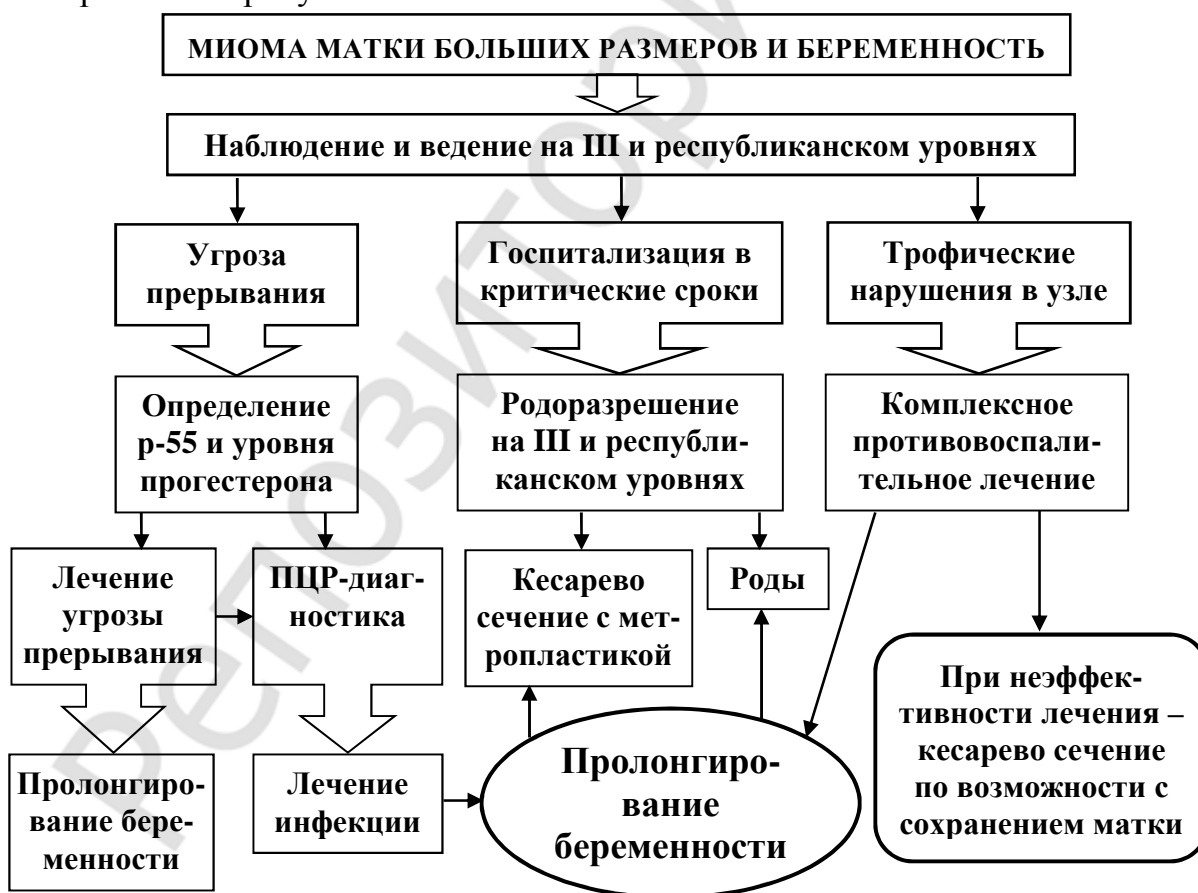 МИОМА МАТКИ БОЛЬШИХ РАЗМЕРОВ И БЕРЕМЕННОСТЬ
Наблюдение и ведение на III и республиканском уровнях
Угроза
прерывания
Госпитализация в
критические сроки
Трофические
нарушения в узле
Определение
р-55 и уровня
прогестерона
Родоразрешение
на III и республи-
канском уровнях
Комплексное
противовоспали-
тельное лечение
Лечение
угрозы
прерывания
ПЦР-диаг-
ностика
Кесарево
сечение с мет-
ропластикой
Роды
При неэффек-
тивности лечения –
кесарево сечение
по возможности с
сохранением матки
Пролонгиро-
вание бере-
менности
Лечение
инфекции
Пролонгиро-
вание
беременности